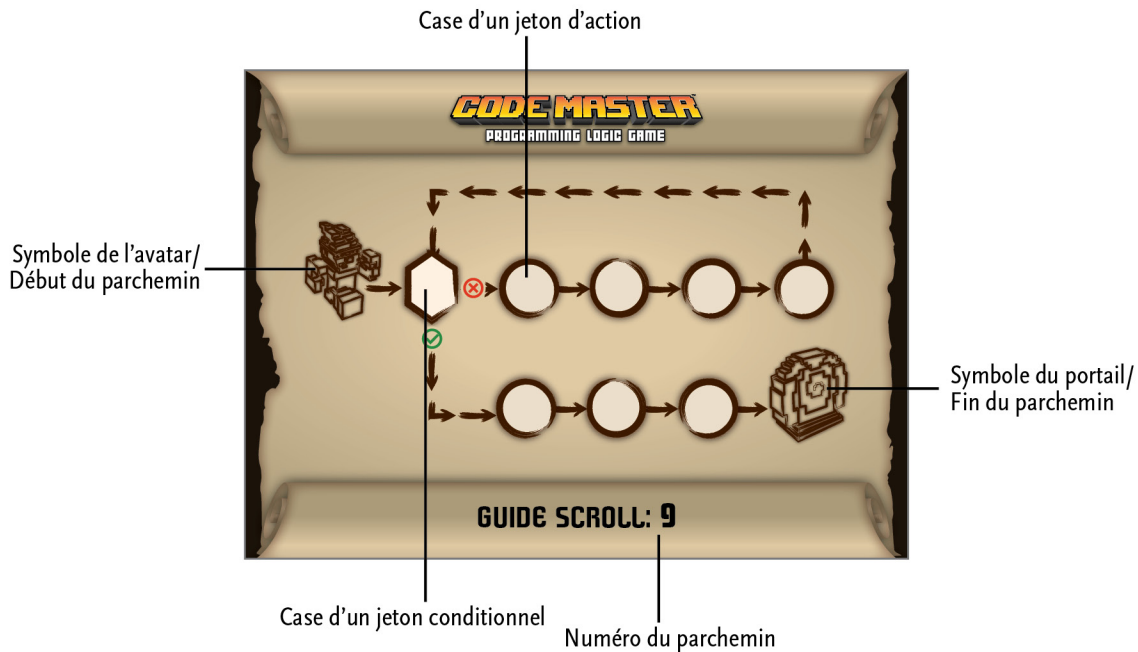 Case d’un jeton d’action
CODE MASTER
PROGRAMMING LOGIC GAME
Symbole de l’avatar/
Début du parchemin
Symbole du portail/
Fin du parchemin
GUIDE SCROLL: 9
Case d’un jeton conditionnel
Numéro du parchemin